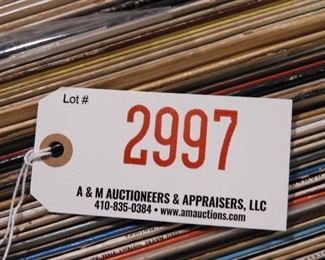 Lot #
2997
A & M AUCTIONEERS & APPRAISERS, LLC
410-835-0384 • www.amauctions.com